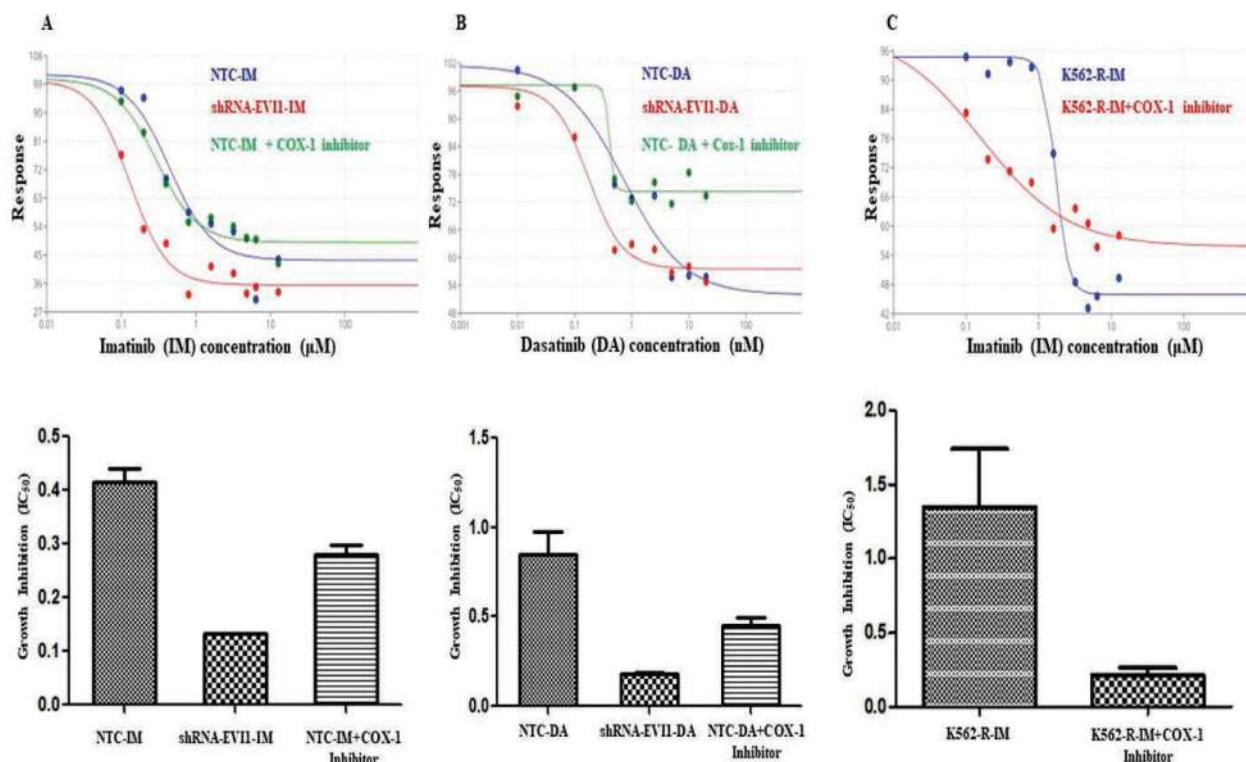 A
108
99
90
81
72
63
54
45
36
27
Response
NTC-IM
shRNA-EVI1-IM
NTC-IM + COX-1 inhibitor
0.01 0.1 1 10 100
Imatinib (IM) concentration (µM)
B
102
96
90
84
78
72
66
60
54
48
Response
NTC-DA
shRNA-EVI1-DA
NTC- DA + Cox-1 inhibitor
0.001 0.01 0.1 1 10 100
Dasatinib (DA) concentration (nM)
C
96
90
84
78
72
66
60
54
48
42
Response
K562-R-IM
K562-R-IM+COX-1 inhibitor
0.01 0.1 1 10 100
Imatinib (IM) concentration (µM)
Growth Inhibition (IC50)
0.5
0.4
0.3
0.2
0.1
0.0
NTC-IM shRNA-EVI1-IM NTC-IM+COX-1
Inhibitor
Growth Inhibition (IC50)
1.5
1.0
0.5
0.0
NTC-DA shRNA-EVI1-DA NTC-DA+COX-1
Inhibitor
Growth Inhibition (IC50)
2.0
1.5
1.0
0.5
0.0
K562-R-IM K562-R-IM+COX-1
Inhibitor